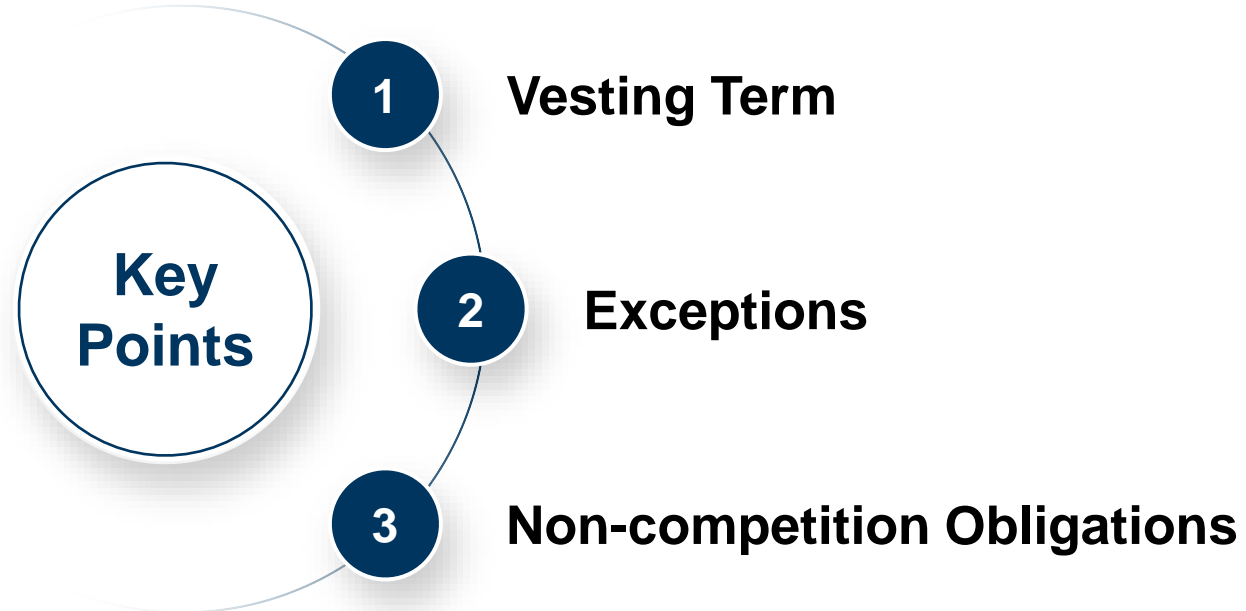 Key
Points
1
Vesting Term
2
Exceptions
3
Non-competition Obligations